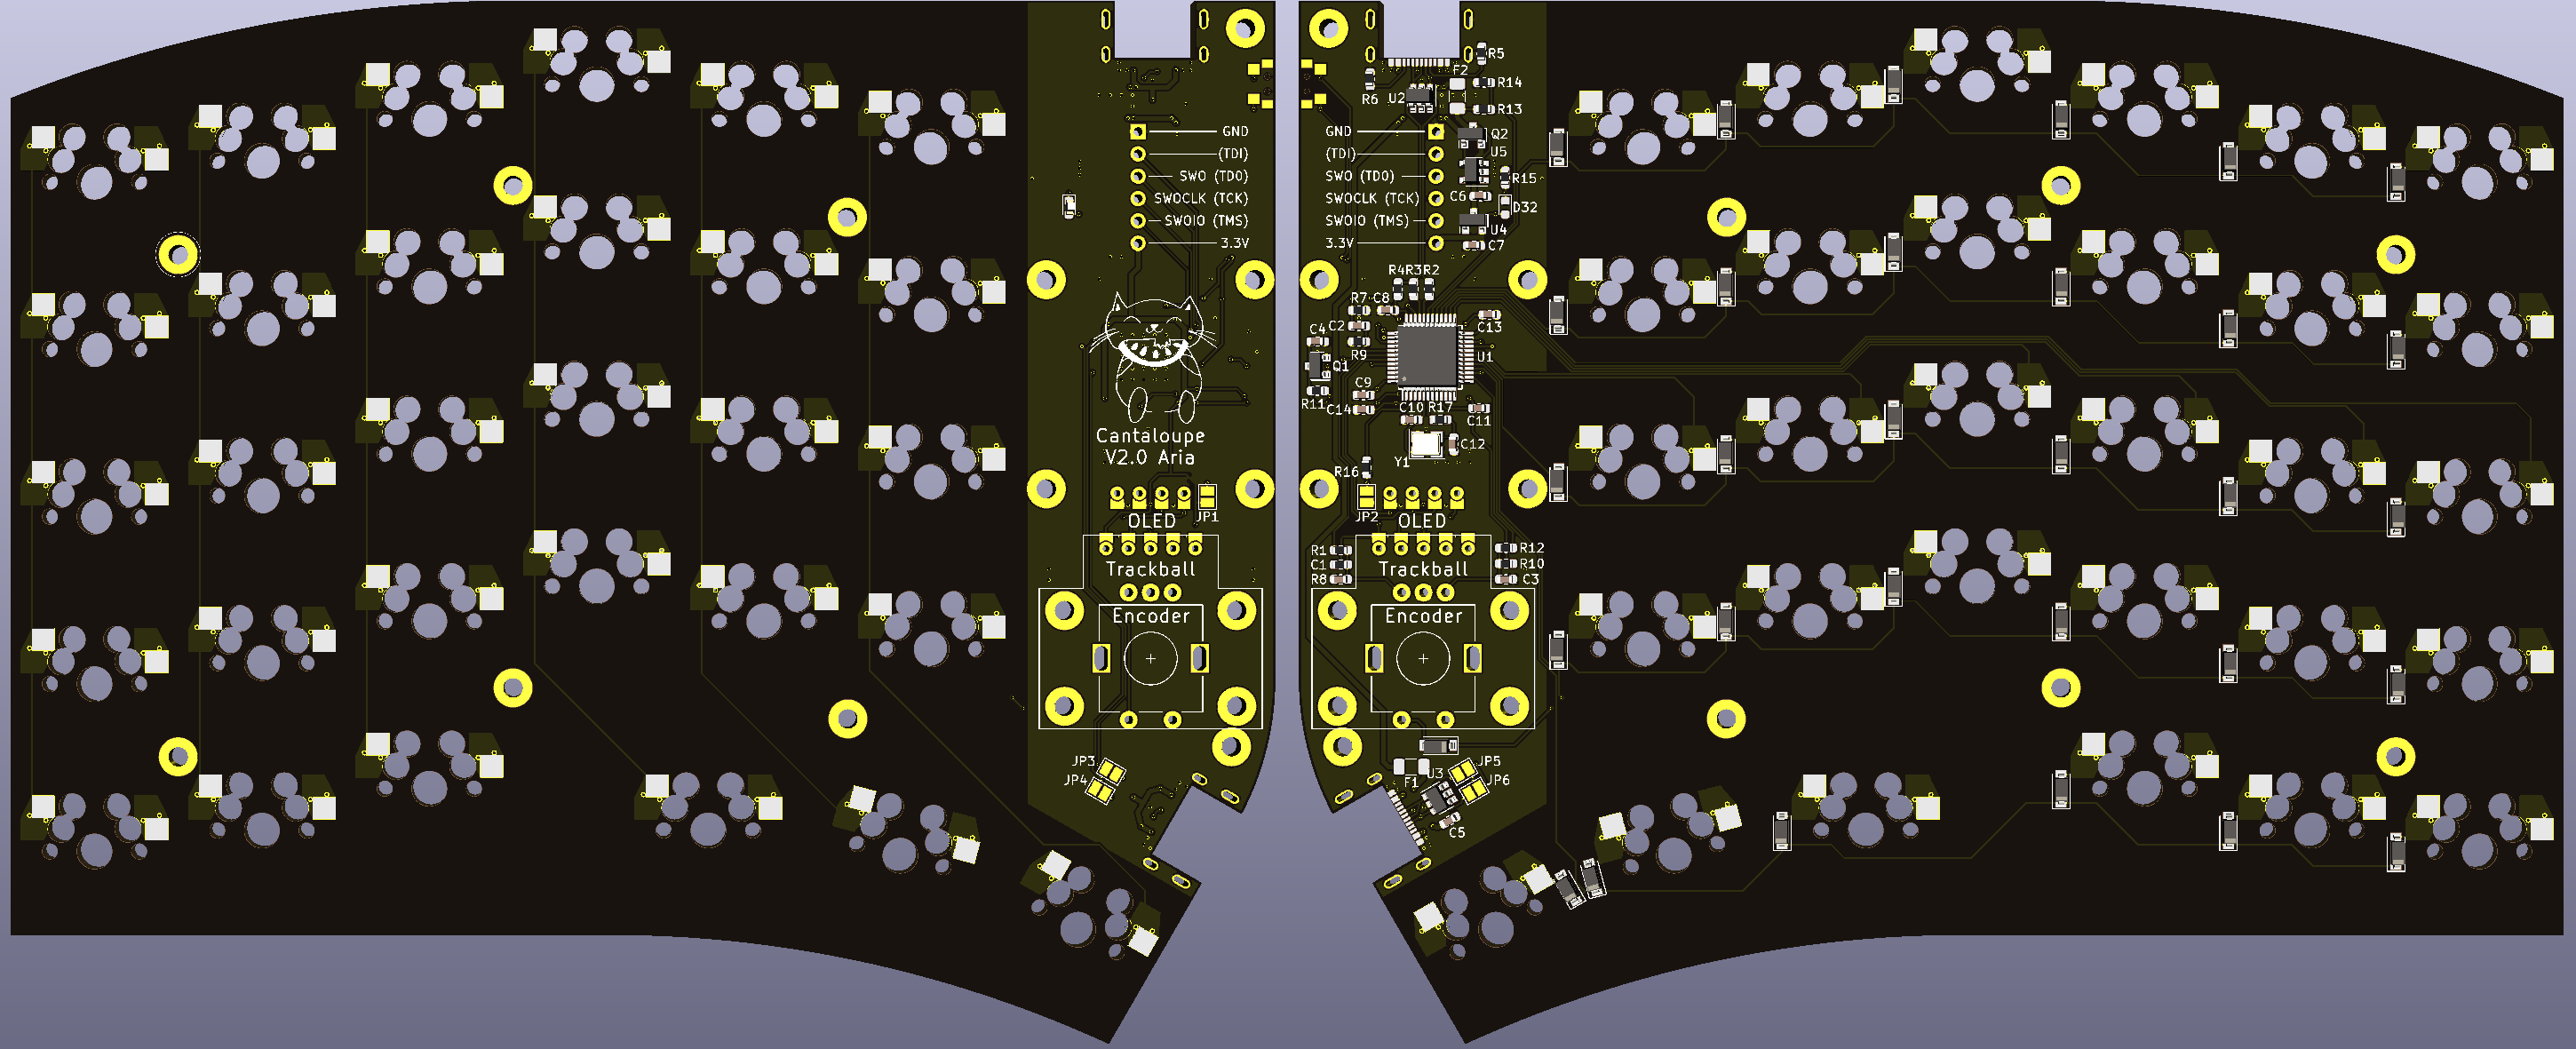 GND
(TDI)
SWO (TDO)
SWOCLK (TCK)
SWOIO (TMS)
3.3V
Cantaloupe
V2.0 Aria
OLED
JP1
Trackball
Encoder
JP3
JP4
R5
F2
R14
R6
U2
R13
GND
Q2
(TDI)
U5
SWO (TDO)
R15
SWOCLK (TCK)
C6
D32
SWOIO (TMS)
U4
3.3V
C7
R4 R3 R2
R7 C8
C2
C13
C4
R9
U1
Q1
C9
R11
C14
C10 R17
C11
C12
Y1
R16
JP2
OLED
R1
R12
C1
Trackball
R10
R8
C3
Encoder
JP5
F1
U3
JP6
C5